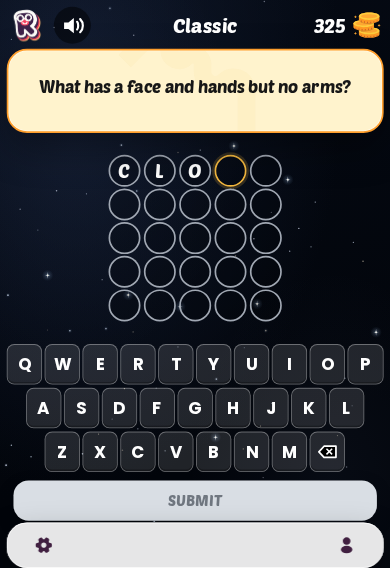 R
Classic
325
What has a face and hands but no arms?
C L O
Q W E R T Y U I O P
A S D F G H J K L
Z X C V B N M
SUBMIT